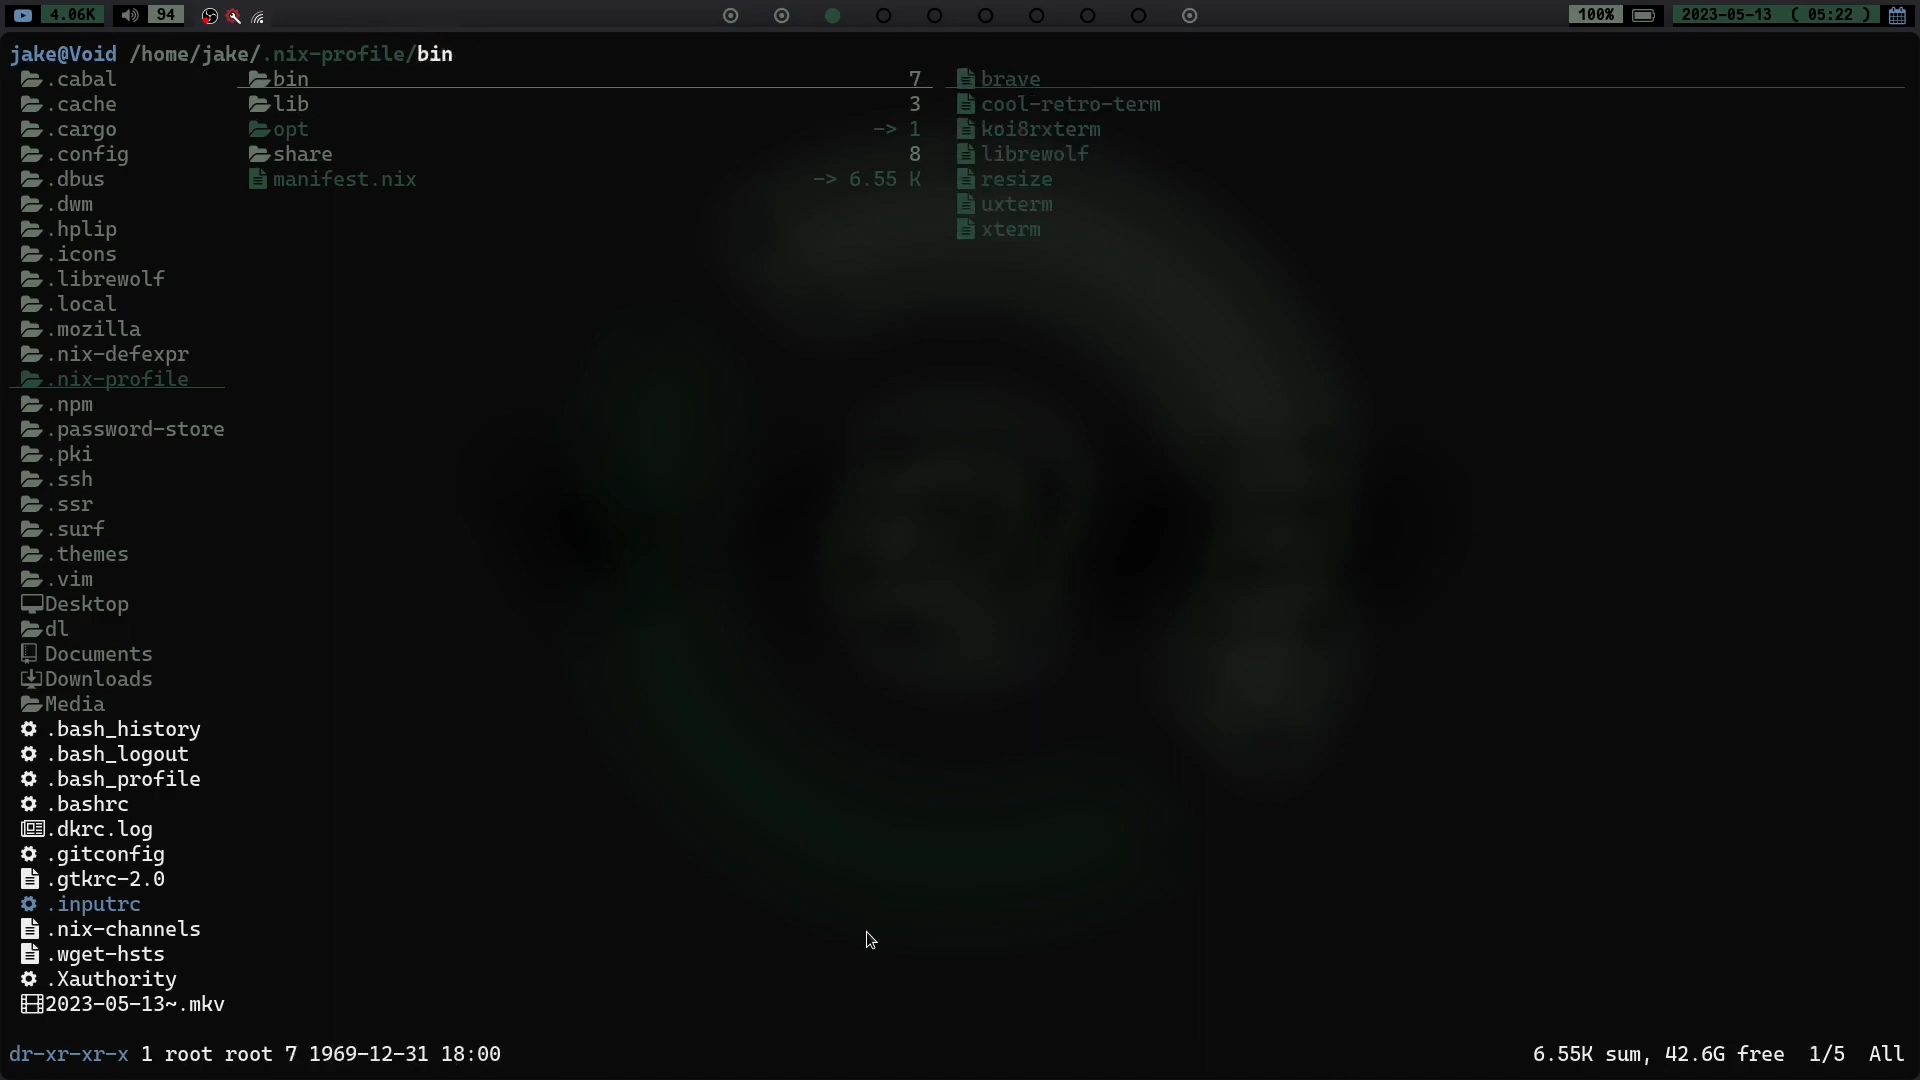 4.06K 94 100% 2023-05-13 ( 05:22 )
jake@Void /home/jake/.nix-profile/bin
.cabal bin 7 brave
.cache lib 3 cool-retro-term
.cargo opt -> 1 koi8rxterm
.config share 8 librewolf
.dbus manifest.nix -> 6.55 K resize
.dwm uxterm
.hplip xterm
.icons
.librewolf
.local
.mozilla
.nix-defexpr
.nix-profile
.npm
.password-store
.pki
.ssh
.ssr
.surf
.themes
.vim
Desktop
dl
Documents
Downloads
Media
.bash_history
.bash_logout
.bash_profile
.bashrc
.dkrc.log
.gitconfig
.gtkrc-2.0
.inputrc
.nix-channels
.wget-hsts
.Xauthority
2023-05-13~.mkv
dr-xr-xr-x 1 root root 7 1969-12-31 18:00 6.55K sum, 42.6G free 1/5 All